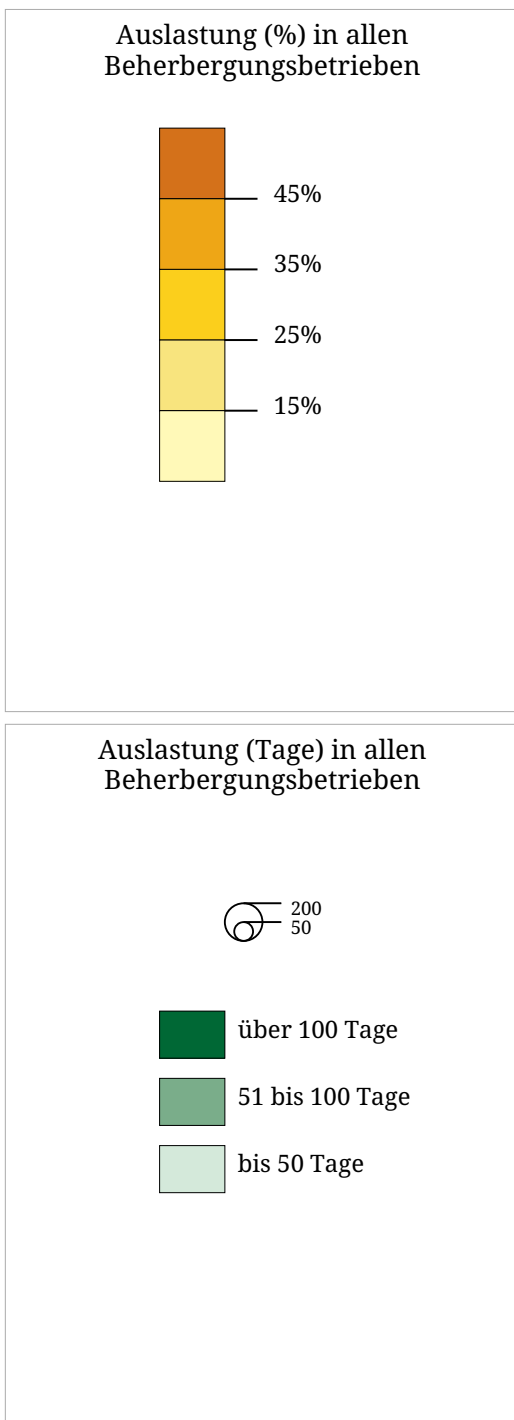 Auslastung (%) in allen
Beherbergungsbetrieben
45%
35%
25%
15%
Auslastung (Tage) in allen
Beherbergungsbetrieben
200
50
über 100 Tage
51 bis 100 Tage
bis 50 Tage